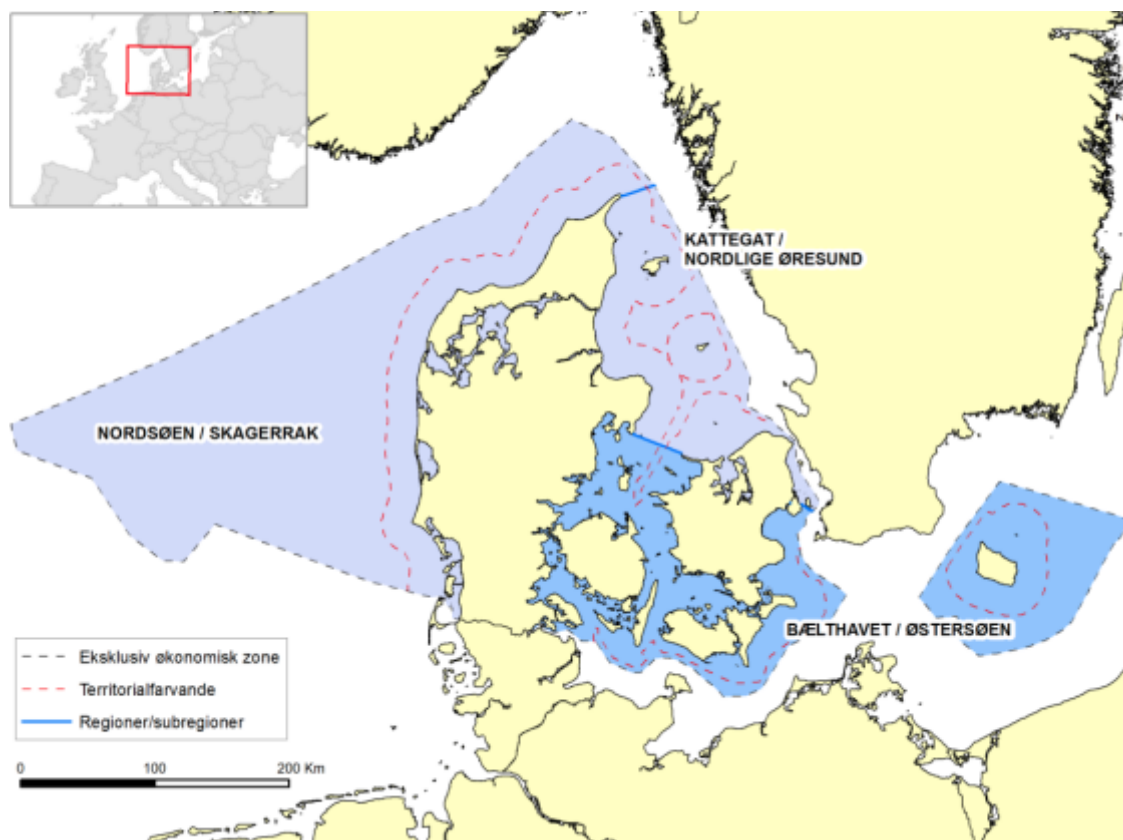 KATTEGAT /
NORDLIGE ØRESUND
NORDSØEN / SKAGERRAK
BÆLTHAVET / ØSTERSØEN
Eksklusiv økonomisk zone
Territorialfarvande
Regioner/subregioner
0 100 200 Km